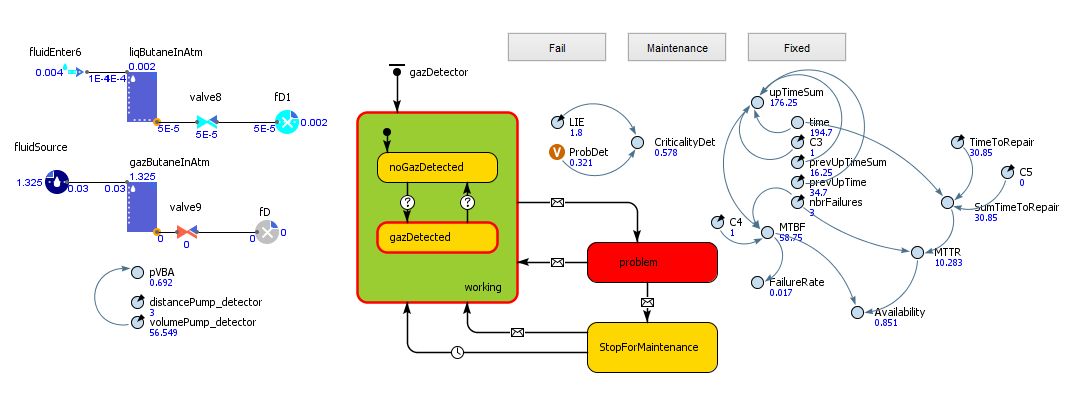 Fail
Maintenance
Fixed
fluidEnter6
0.004
1E-4
1E-4
liqButaneInAtm
0.002
valve8
5E-5
5E-5
5E-5
fD1
0.002
fluidSource
1.325
0.03
0.03
gazButaneInAtm
1.325
valve9
0
0
0
fD
0
pVBA
0.692
distancePump_detector
3
volumePump_detector
56.549
gazDetector
noGazDetected
?
?
gazDetected
working
problem
StopForMaintenance
LIE
1.8
V
ProbDet
0.321
CriticalityDet
0.578
upTimeSum
176.25
time
194.7
C3
1
prevUpTimeSum
16.25
prevUpTime
34.7
nbrFailures
3
C4
1
MTBF
58.75
FailureRate
0.017
TimeToRepair
30.85
C5
0
SumTimeToRepair
30.85
MTTR
10.283
Availability
0.851